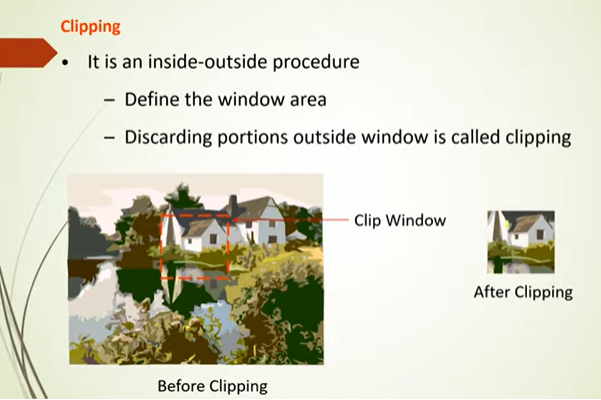 Clipping
• It is an inside-outside procedure
– Define the window area
– Discarding portions outside window is called clipping
Clip Window
After Clipping
Before Clipping